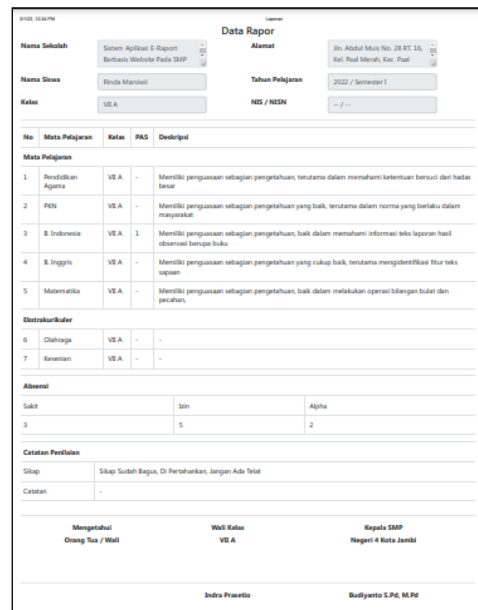 3/1/23, 12:34 PM Laporan
Data Rapor
Nama Sekolah Sistem Aplikasi E-Raport Berbasis Website Pada SMP Alamat Jln. Abdul Muis No. 28 RT. 16, Kel. Paal Merah, Kec. Paal
Nama Siswa Rinda Marsiwii Tahun Pelajaran 2022 / Semester I
Kelas VII A NIS / NISN -- / --
No Mata Pelajaran Kelas PAS Deskripsi
Mata Pelajaran
1 Pendidikan Agama VII A - Memiliki penguasaan sebagian pengetahuan, terutama dalam memahami ketentuan bersuci dari hadas besar
2 PKN VII A - Memiliki penguasaan sebagian pengetahuan yang baik, terutama dalam norma yang berlaku dalam masyarakat
3 B. Indonesia VII A 1 Memiliki penguasaan sebagian pengetahuan, baik dalam memahami informasi teks laporan hasil observasi berupa buku
4 B. Inggris VII A - Memiliki penguasaan sebagian pengetahuan yang cukup baik, terutama mengidentifikasi fitur teks sapaan
5 Matematika VII A - Memiliki penguasaan sebagian pengetahuan, baik dalam melakukan operasi bilangan bulat dan pecahan,
Ekstrakurikuler
6 Olahraga VII A - -
7 Kesenian VII A - -
Absensi
Sakit Izin Alpha
3 5 2
Catatan Penilaian
Sikap Sikap Sudah Bagus, Di Pertahankan, Jangan Ada Telat
Catatan -
Mengetahui Wali Kelas Kepala SMP
Orang Tua / Wali VII A Negeri 4 Kota Jambi
Indra Prasetio Budiyanto S.Pd, M.Pd